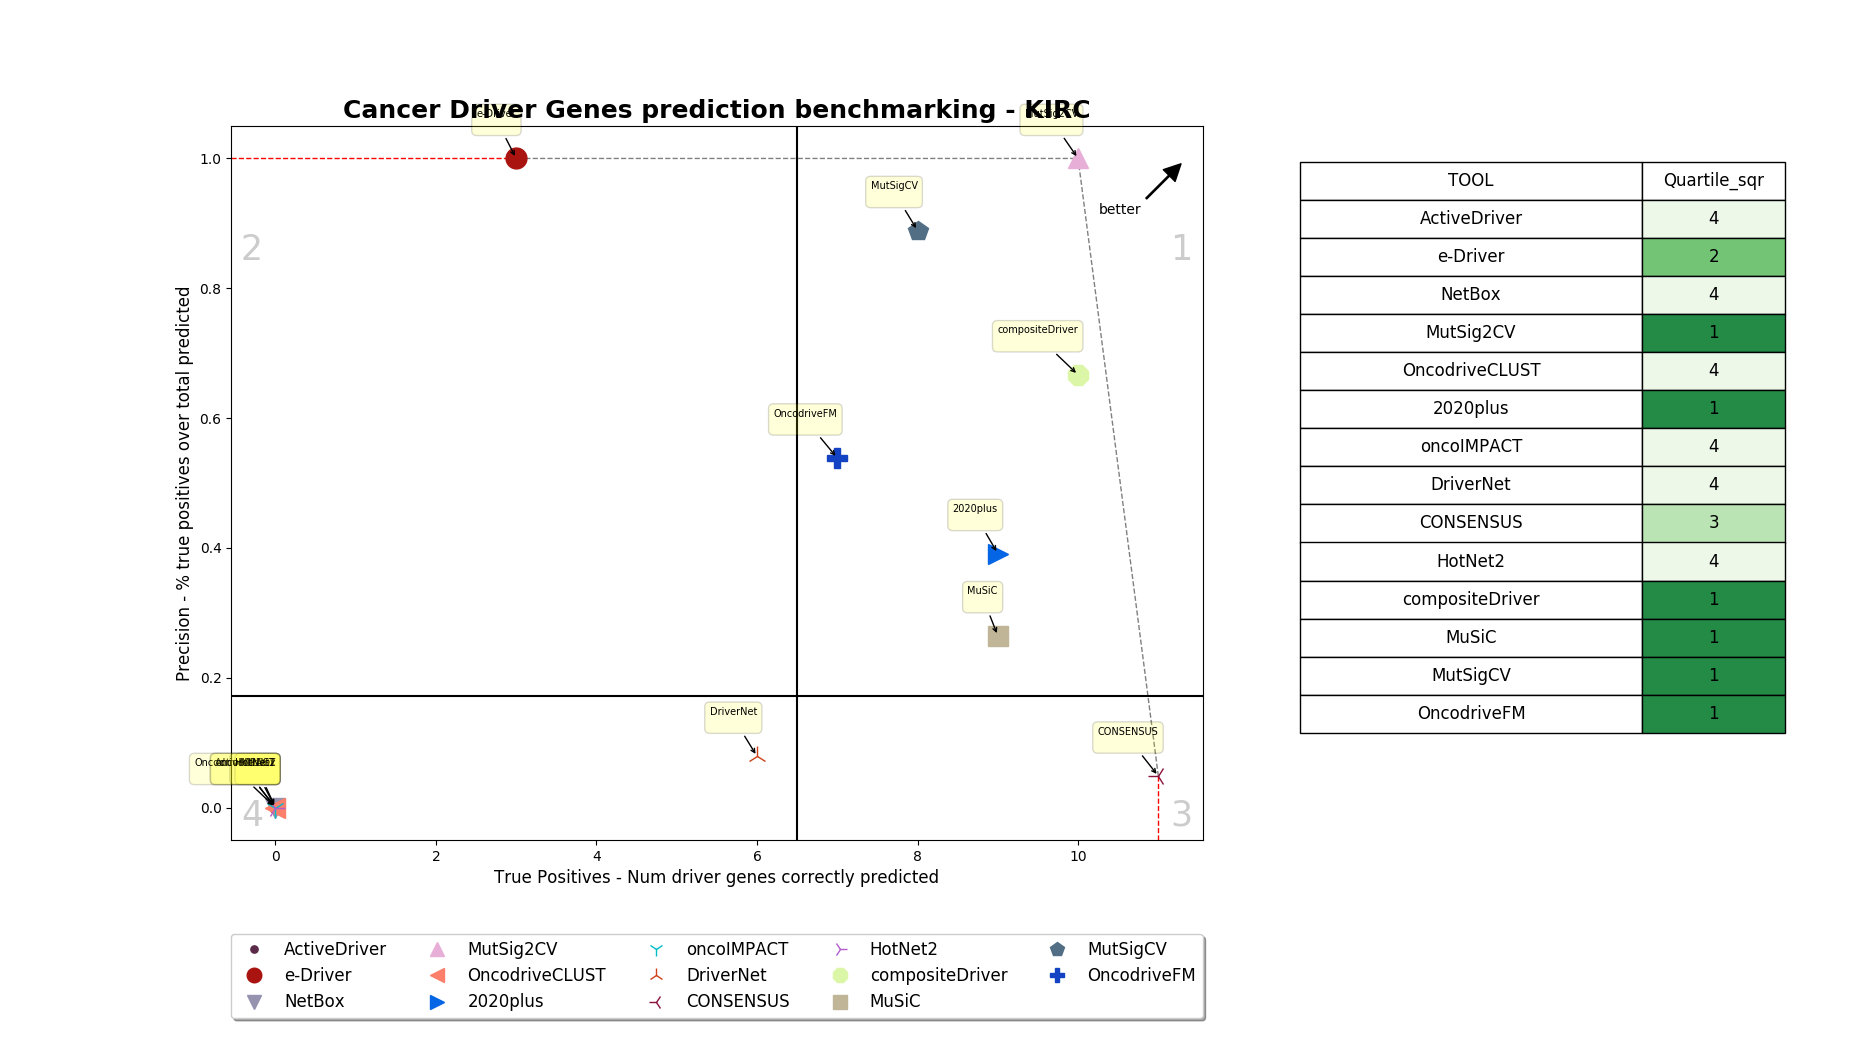 Cancer Driver Genes prediction benchmarking - KIRC
e-Driver
MutSig2CV
MutSigCV
better
2
1
compositeDriver
OncodriveFM
2020plus
MuSiC
DriverNet
CONSENSUS
4
3
Precision - % true positives over total predicted
1.0
0.8
0.6
0.4
0.2
0.0
0 2 4 6 8 10
True Positives - Num driver genes correctly predicted
ActiveDriver MutSig2CV oncoIMPACT HotNet2 MutSigCV
e-Driver OncodriveCLUST DriverNet compositeDriver OncodriveFM
NetBox 2020plus CONSENSUS MuSiC
TOOL Quartile_sqr
ActiveDriver 4
e-Driver 2
NetBox 4
MutSig2CV 1
OncodriveCLUST 4
2020plus 1
oncoIMPACT 4
DriverNet 4
CONSENSUS 3
HotNet2 4
compositeDriver 1
MuSiC 1
MutSigCV 1
OncodriveFM 1